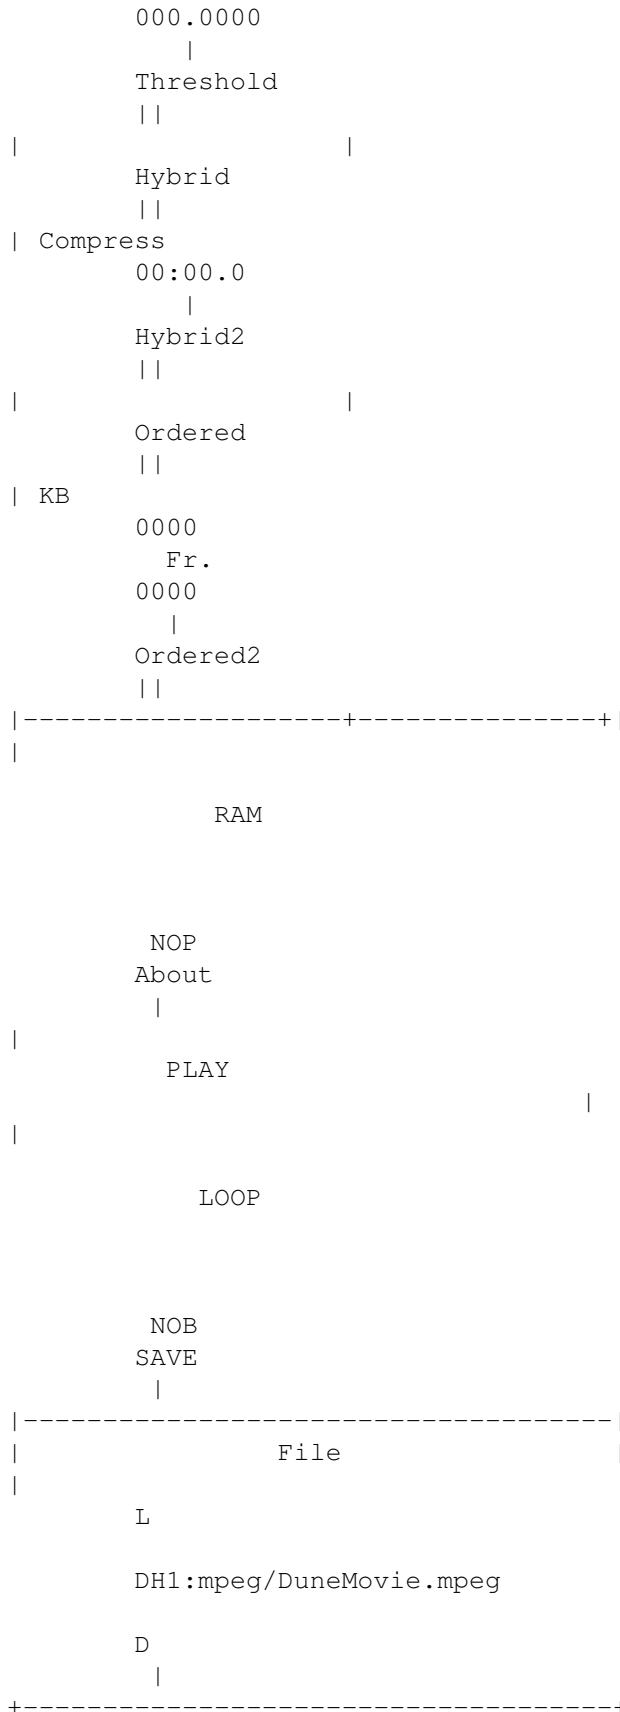 000.0000
|
Threshold
||
| |
Hybrid
||
| Compress
00:00.0
|
Hybrid2
||
| |
Ordered
||
| KB
0000
Fr.
0000
|
Ordered2
||
|--------------------+---------------+|
|
RAM
NOP
About
|
|
PLAY
|
|
LOOP
NOB
SAVE
|
|-------------------------------------|
| File |
|
L
DH1:mpeg/DuneMovie.mpeg
D
|
+-------------------------------------+